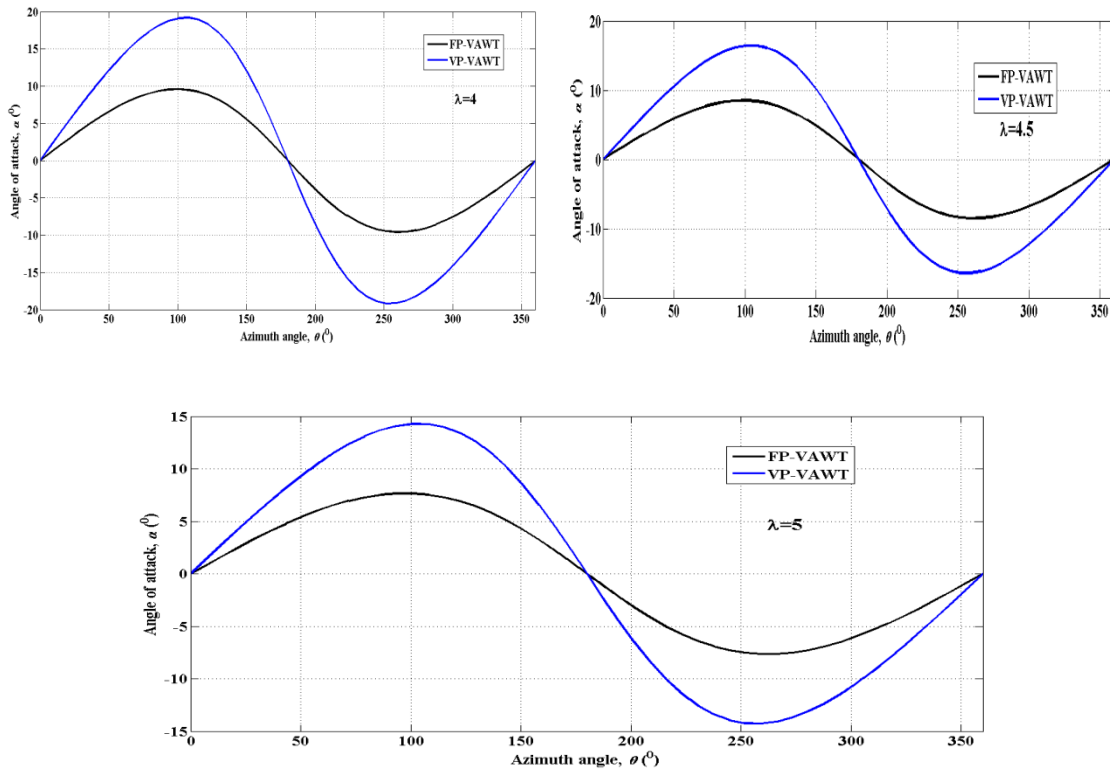 20
15
10
5
0
-5
-10
-15
-20
Angle of attack, α (⁰)
FP-VAWT
VP-VAWT
λ=4
0 50 100 150 200 250 300 350
Azimuth angle, θ (⁰)
20
10
0
-10
-20
Angle of attack, α (⁰)
FP-VAWT
VP-VAWT
λ=4.5
0 50 100 150 200 250 300 350
Azimuth angle, θ (⁰)
15
10
5
0
-5
-10
-15
Angle of attack, α (⁰)
FP-VAWT
VP-VAWT
λ=5
0 50 100 150 200 250 300 350
Azimuth angle, θ (⁰)